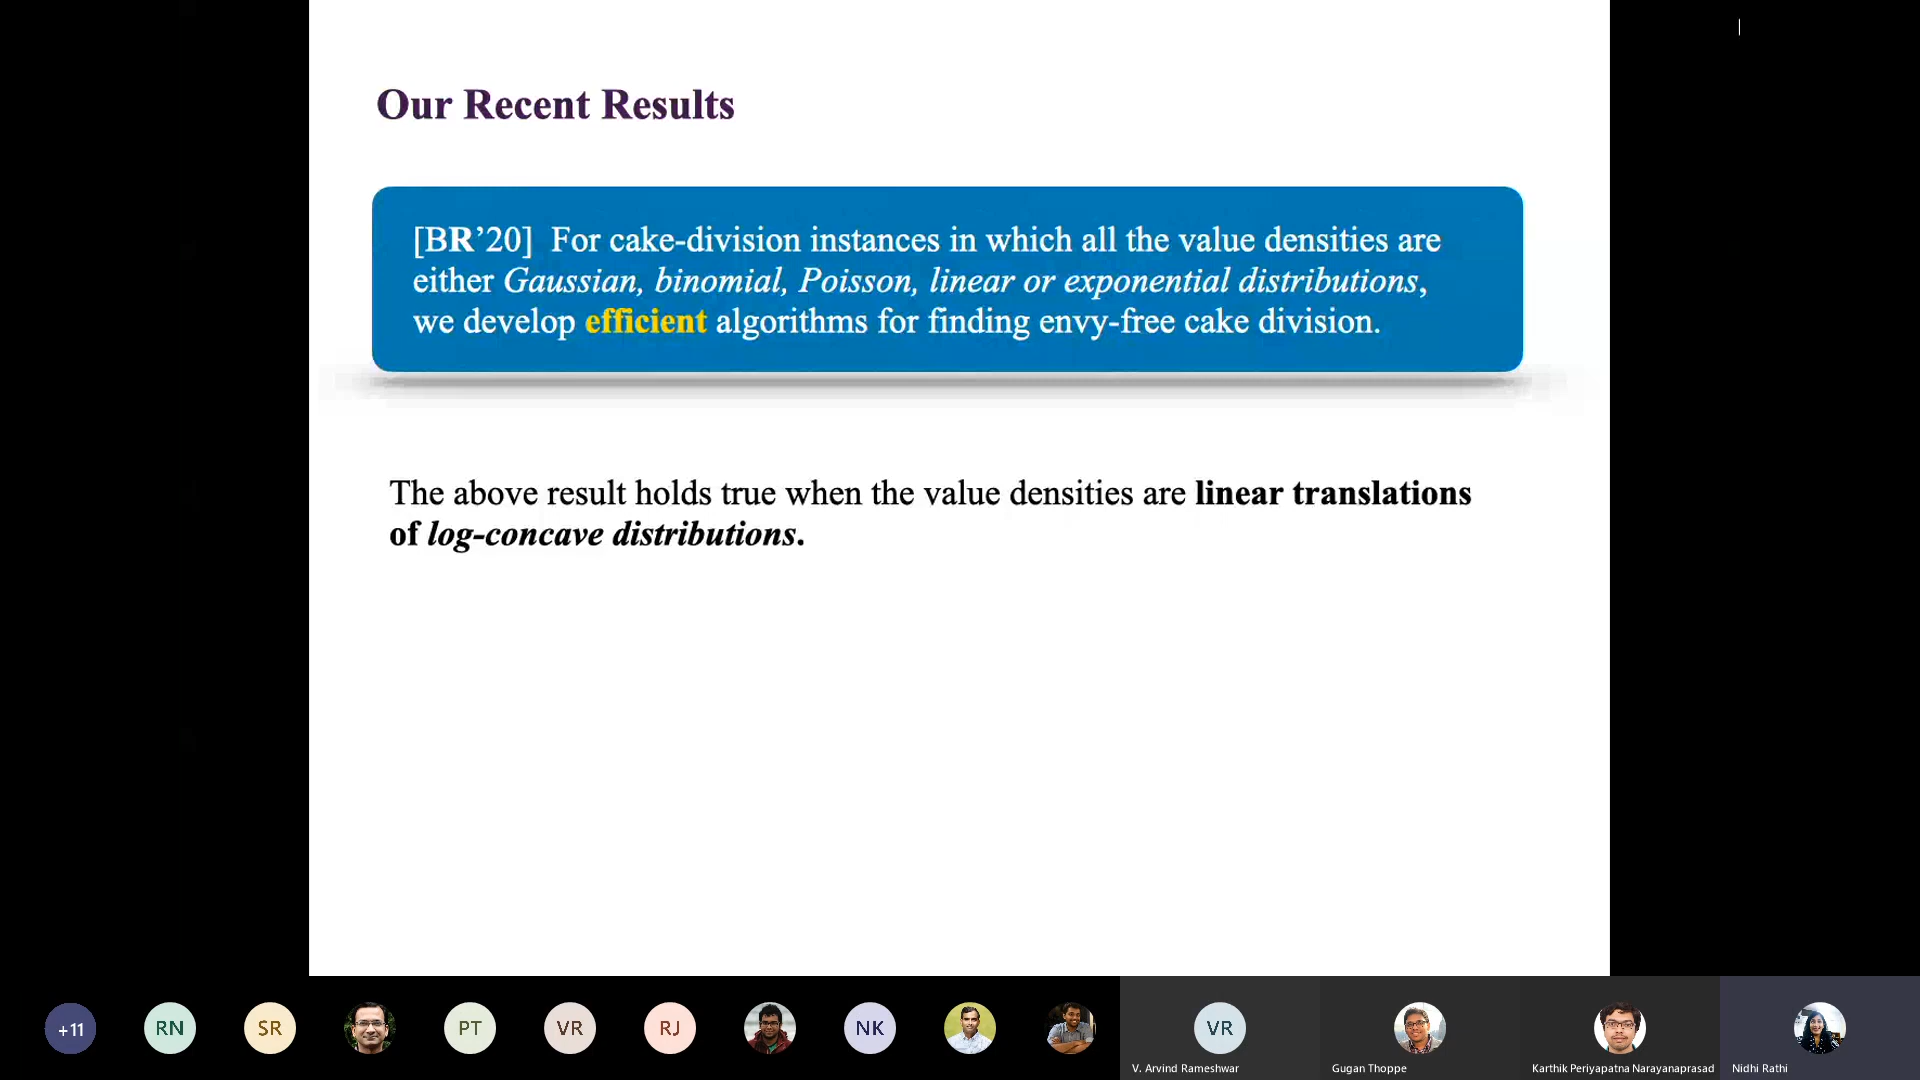 Our Recent Results
[BR’20] For cake-division instances in which all the value densities are
either Gaussian, binomial, Poisson, linear or exponential distributions,
we develop efficient algorithms for finding envy-free cake division.
The above result holds true when the value densities are linear translations
of log-concave distributions.
+11
RN
SR
PT
VR
RJ
NK
VR
V. Arvind Rameshwar
Gugan Thoppe
Karthik Periyapatna Narayanaprasad
Nidhi Rathi